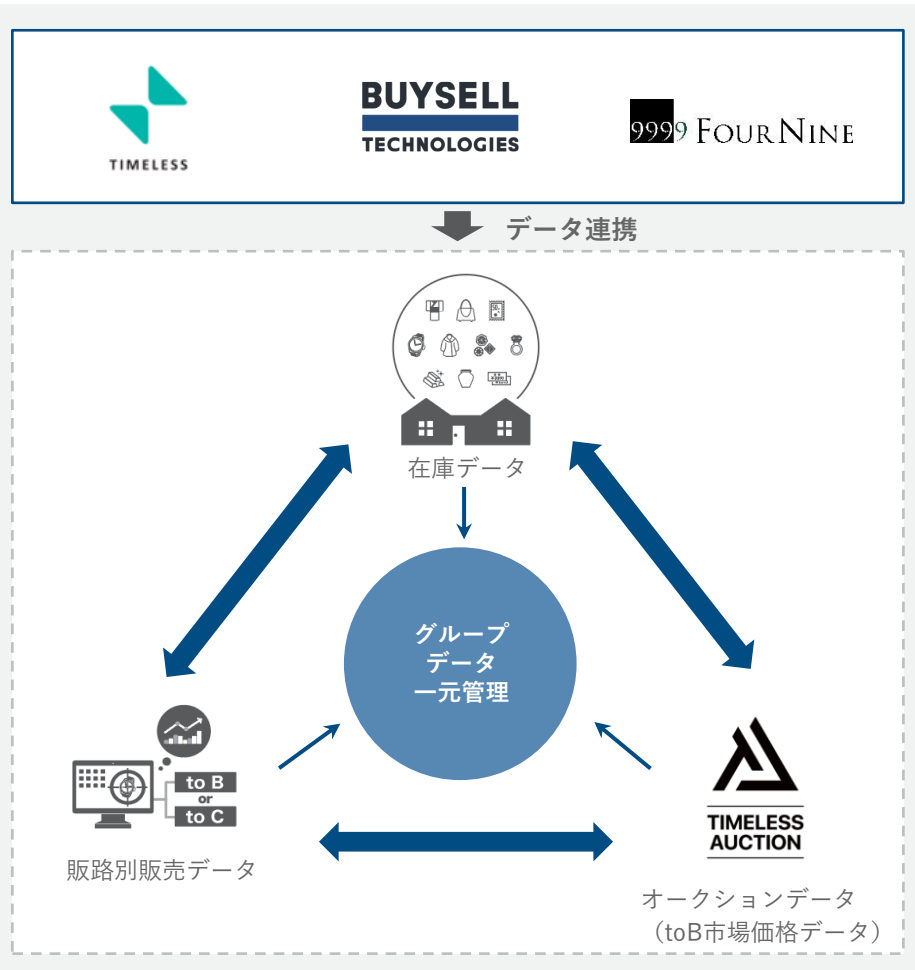 TIMELESS
BUYSELL
TECHNOLOGIES
9999 FOUR NINE
データ連携
在庫データ
グループ
データ
一元管理
to B
or
to C
販路別販売データ
TIMELESS
AUCTION
オークションデータ
（toB市場価格データ）